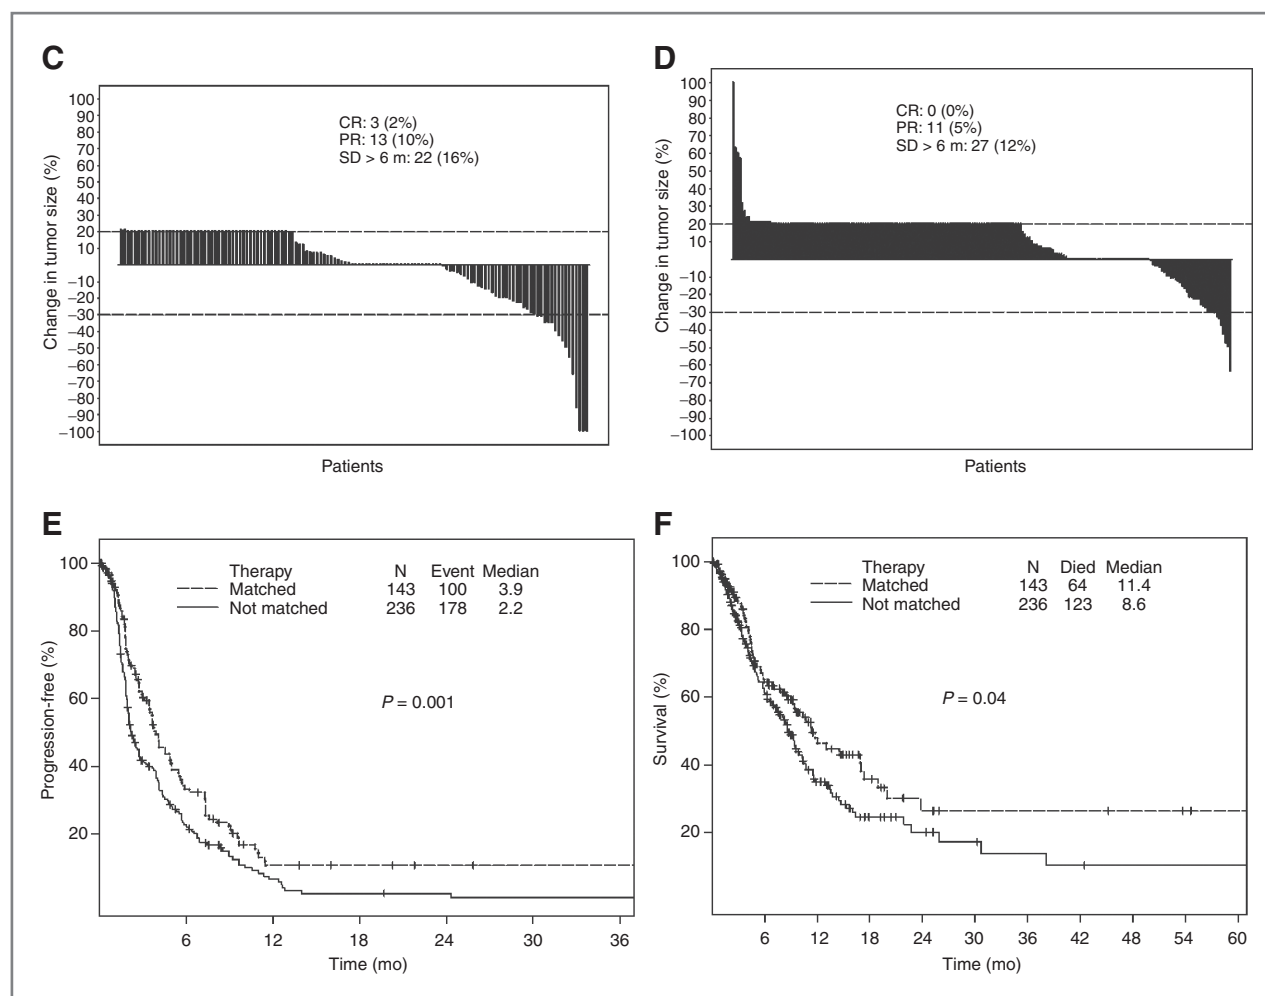 C
CR: 3 (2%)
PR: 13 (10%)
SD > 6 m: 22 (16%)
Change in tumor size (%)
100
90
80
70
60
50
40
30
20
10
−10
−20
−30
−40
−50
−60
−70
−80
−90
−100
Patients
D
CR: 0 (0%)
PR: 11 (5%)
SD > 6 m: 27 (12%)
Change in tumor size (%)
100
90
80
70
60
50
40
30
20
10
−10
−20
−30
−40
−50
−60
−70
−80
−90
−100
Patients
E
Therapy N Event Median
Matched 143 100 3.9
Not matched 236 178 2.2
P = 0.001
Progression-free (%)
100
80
60
40
20
6 12 18 24 30 36
Time (mo)
F
Therapy N Died Median
Matched 143 64 11.4
Not matched 236 123 8.6
P = 0.04
Survival (%)
100
80
60
40
20
6 12 18 24 30 36 42 48 54 60
Time (mo)